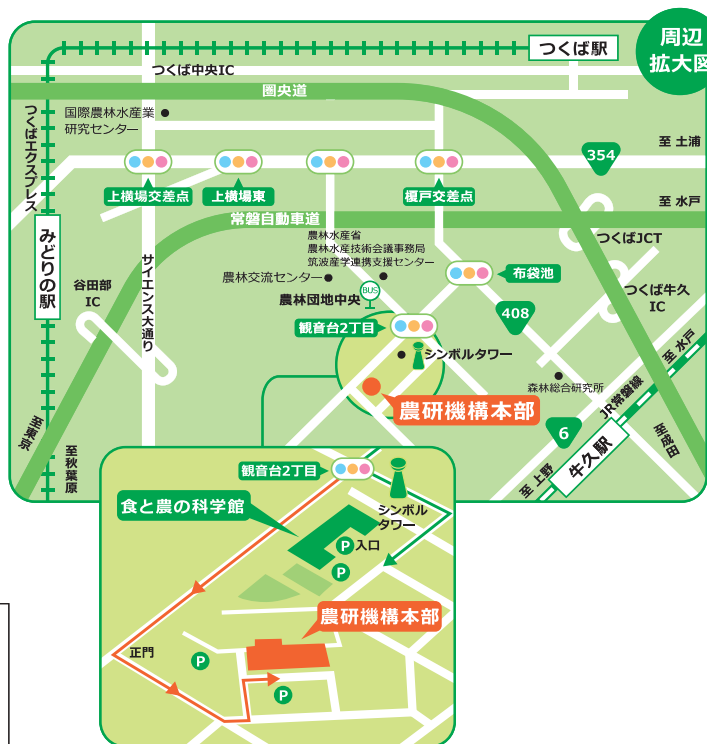 周辺
拡大図
つくば駅
つくば中央IC
圏央道
国際農林水産業
研究センター
つくばエクスプレス
至 土浦
354
上横場交差点
上横場東
榎戸交差点
至 水戸
常磐自動車道
みどりの駅
サイエンス大通り
農林水産省
農林水産技術会議事務局
筑波産学連携支援センター
つくばJCT
農林交流センター
布袋池
谷田部
IC
BUS
農林団地中央
つくば牛久
IC
408
観音台2丁目
シンボルタワー
至 水戸
森林総合研究所
JR常磐線
農研機構本部
6
牛久駅
至 上野
至成田
至東京
至秋葉原
観音台2丁目
食と農の科学館
シンボル
タワー
P
入口
P
農研機構本部
正門
P
P